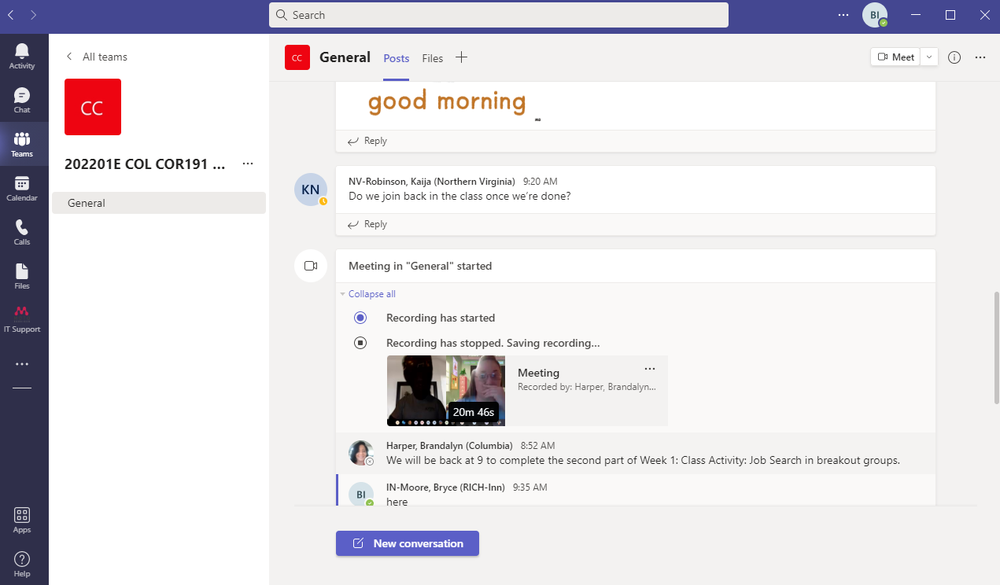 Search
BI
Activity
Chat
Teams
Calendar
Calls
Files
IT Support
Apps
Help
All teams
CC
202201E COL COR191 ...
General
CC
General
Posts
Files
Meet
good morning
Reply
KN
NV-Robinson, Kaija (Northern Virginia) 9:20 AM
Do we join back in the class once we're done?
Reply
Meeting in "General" started
Collapse all
Recording has started
Recording has stopped. Saving recording...
20m 46s
Meeting
Recorded by: Harper, Brandalyn...
Harper, Brandalyn (Columbia) 8:52 AM
We will be back at 9 to complete the second part of Week 1: Class Activity: Job Search in breakout groups.
BI
IN-Moore, Bryce (RICH-Inn) 9:35 AM
here
New conversation